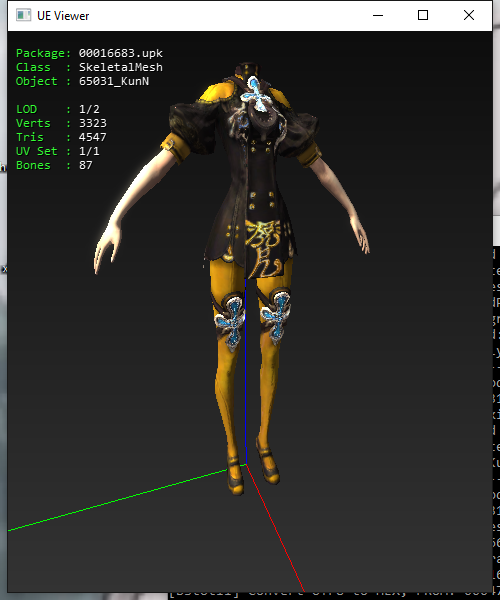 UE Viewer
Package: 00016683.upk
Class : SkeletalMesh
Object : 65031_KunN
LOD : 1/2
Verts : 3323
Tris : 4547
UV Set : 1/1
Bones : 87